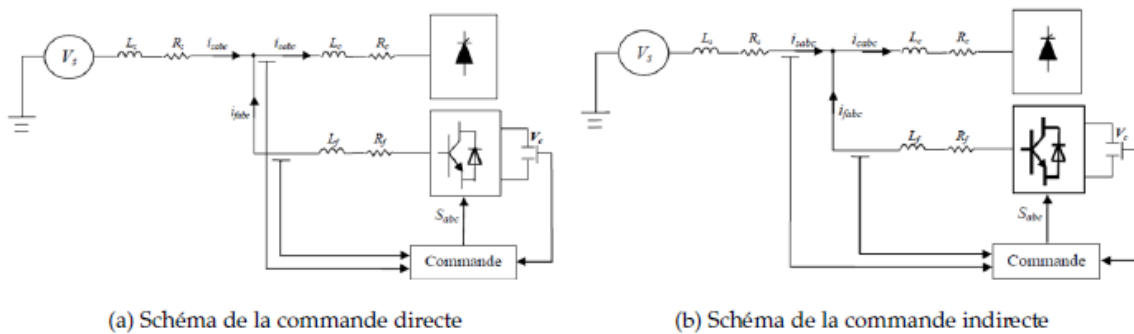 V_s
L_s
R_s
i_sabc
i_cabc
L_c
R_c
i_fabc
L_f
R_f
V_c
S_abc
Commande
(a) Schéma de la commande directe
V_s
L_s
R_s
i_sabc
i_cabc
L_c
R_c
i_fabc
L_f
R_f
V_c
S_abc
Commande
(b) Schéma de la commande indirecte